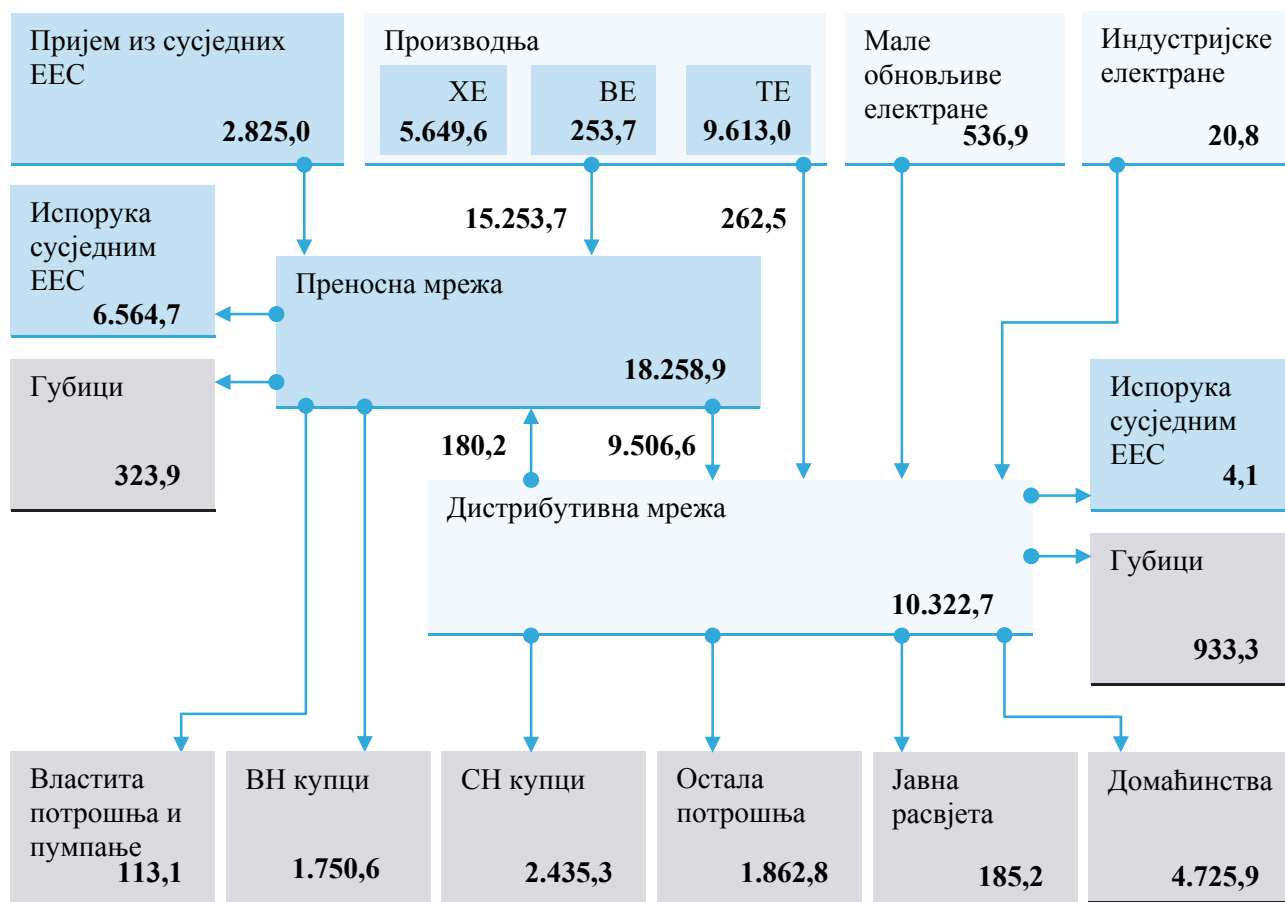 Пријем из сусједних
ЕЕС
2.825,0
Производња
ХЕ
5.649,6
ВЕ
253,7
ТЕ
9.613,0
Мале
обновљиве
електране
536,9
Индустријске
електране
20,8
Испорука
сусједним
ЕЕС
6.564,7
15.253,7
262,5
Преносна мрежа
18.258,9
Губици
323,9
180,2
9.506,6
Дистрибутивна мрежа
10.322,7
Испорука
сусједним
ЕЕС
4,1
Губици
933,3
Властита
потрошња и
пумпање
113,1
ВН купци
1.750,6
СН купци
2.435,3
Остала
потрошња
1.862,8
Јавна
расвјета
185,2
Домаћинства
4.725,9